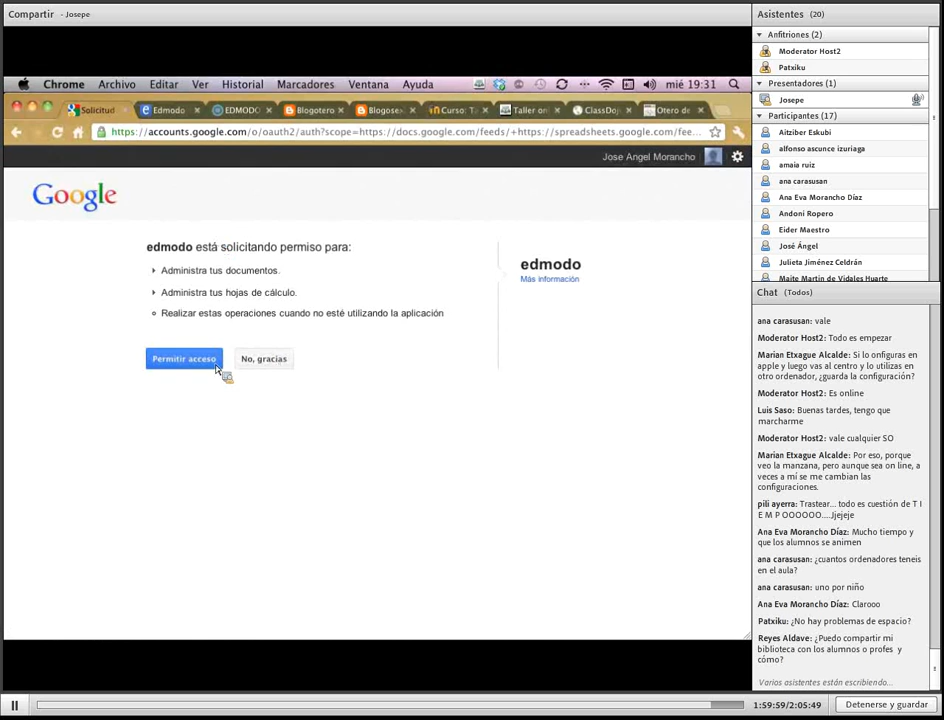 Compartir - Josepe
Chrome Archivo Editar Ver Historial Marcadores Ventana Ayuda mié 19:31
Solicitud Edmodo EDMODO Blogotero Blogosex Curso: T Taller on ClassDoj Otero de
https://accounts.google.com/o/oauth2/auth?scope=https://docs.google.com/feeds/+https://spreadsheets.google.com/fee...
Jose Angel Morancho
Google
edmodo está solicitando permiso para:
Administra tus documentos.
Administra tus hojas de cálculo.
Realizar estas operaciones cuando no esté utilizando la aplicación
Permitir acceso No, gracias
edmodo
Más información
Asistentes (20)
Anfitriones (2)
Moderator Host2
Patxiku
Presentadores (1)
Josepe
Participantes (17)
Aitziber Eskubi
alfonso ascunce izuriaga
amaia ruiz
ana carasusan
Ana Eva Morancho Díaz
Andoni Ropero
Eider Maestro
José Ángel
Julieta Jiménez Celdrán
Maite Martin de Vidales Huarte
Chat (Todos)
ana carasusan: vale
Moderator Host2: Todo es empezar
Marian Etxague Alcalde: Si lo onfiguras en
apple y luego vas al centro y lo utilizas en
otro ordenador, ¿guarda la configuración?
Moderator Host2: Es online
Luis Saso: Buenas tardes, tengo que
marcharme
Moderator Host2: vale cualquier SO
Marian Etxague Alcalde: Por eso, porque
veo la manzana, pero aunque sea on line, a
veces a mí se me cambian las
configuraciones.
pili ayerra: Trastear... todo es cuestión de T I
E M P OOOOOO....Jjejeje
Ana Eva Morancho Díaz: Mucho tiempo y
que los alumnos se animen
ana carasusan: ¿cuantos ordenadores teneis
en el aula?
ana carasusan: uno por niño
Ana Eva Morancho Díaz: Clarooo
Patxiku: ¿No hay problemas de espacio?
Reyes Aldave: ¿Puedo compartir mi
biblioteca con los alumnos o profes y
cómo?
Varios asistentes están escribiendo...
1:59:59/2:05:49
Detenerse y guardar